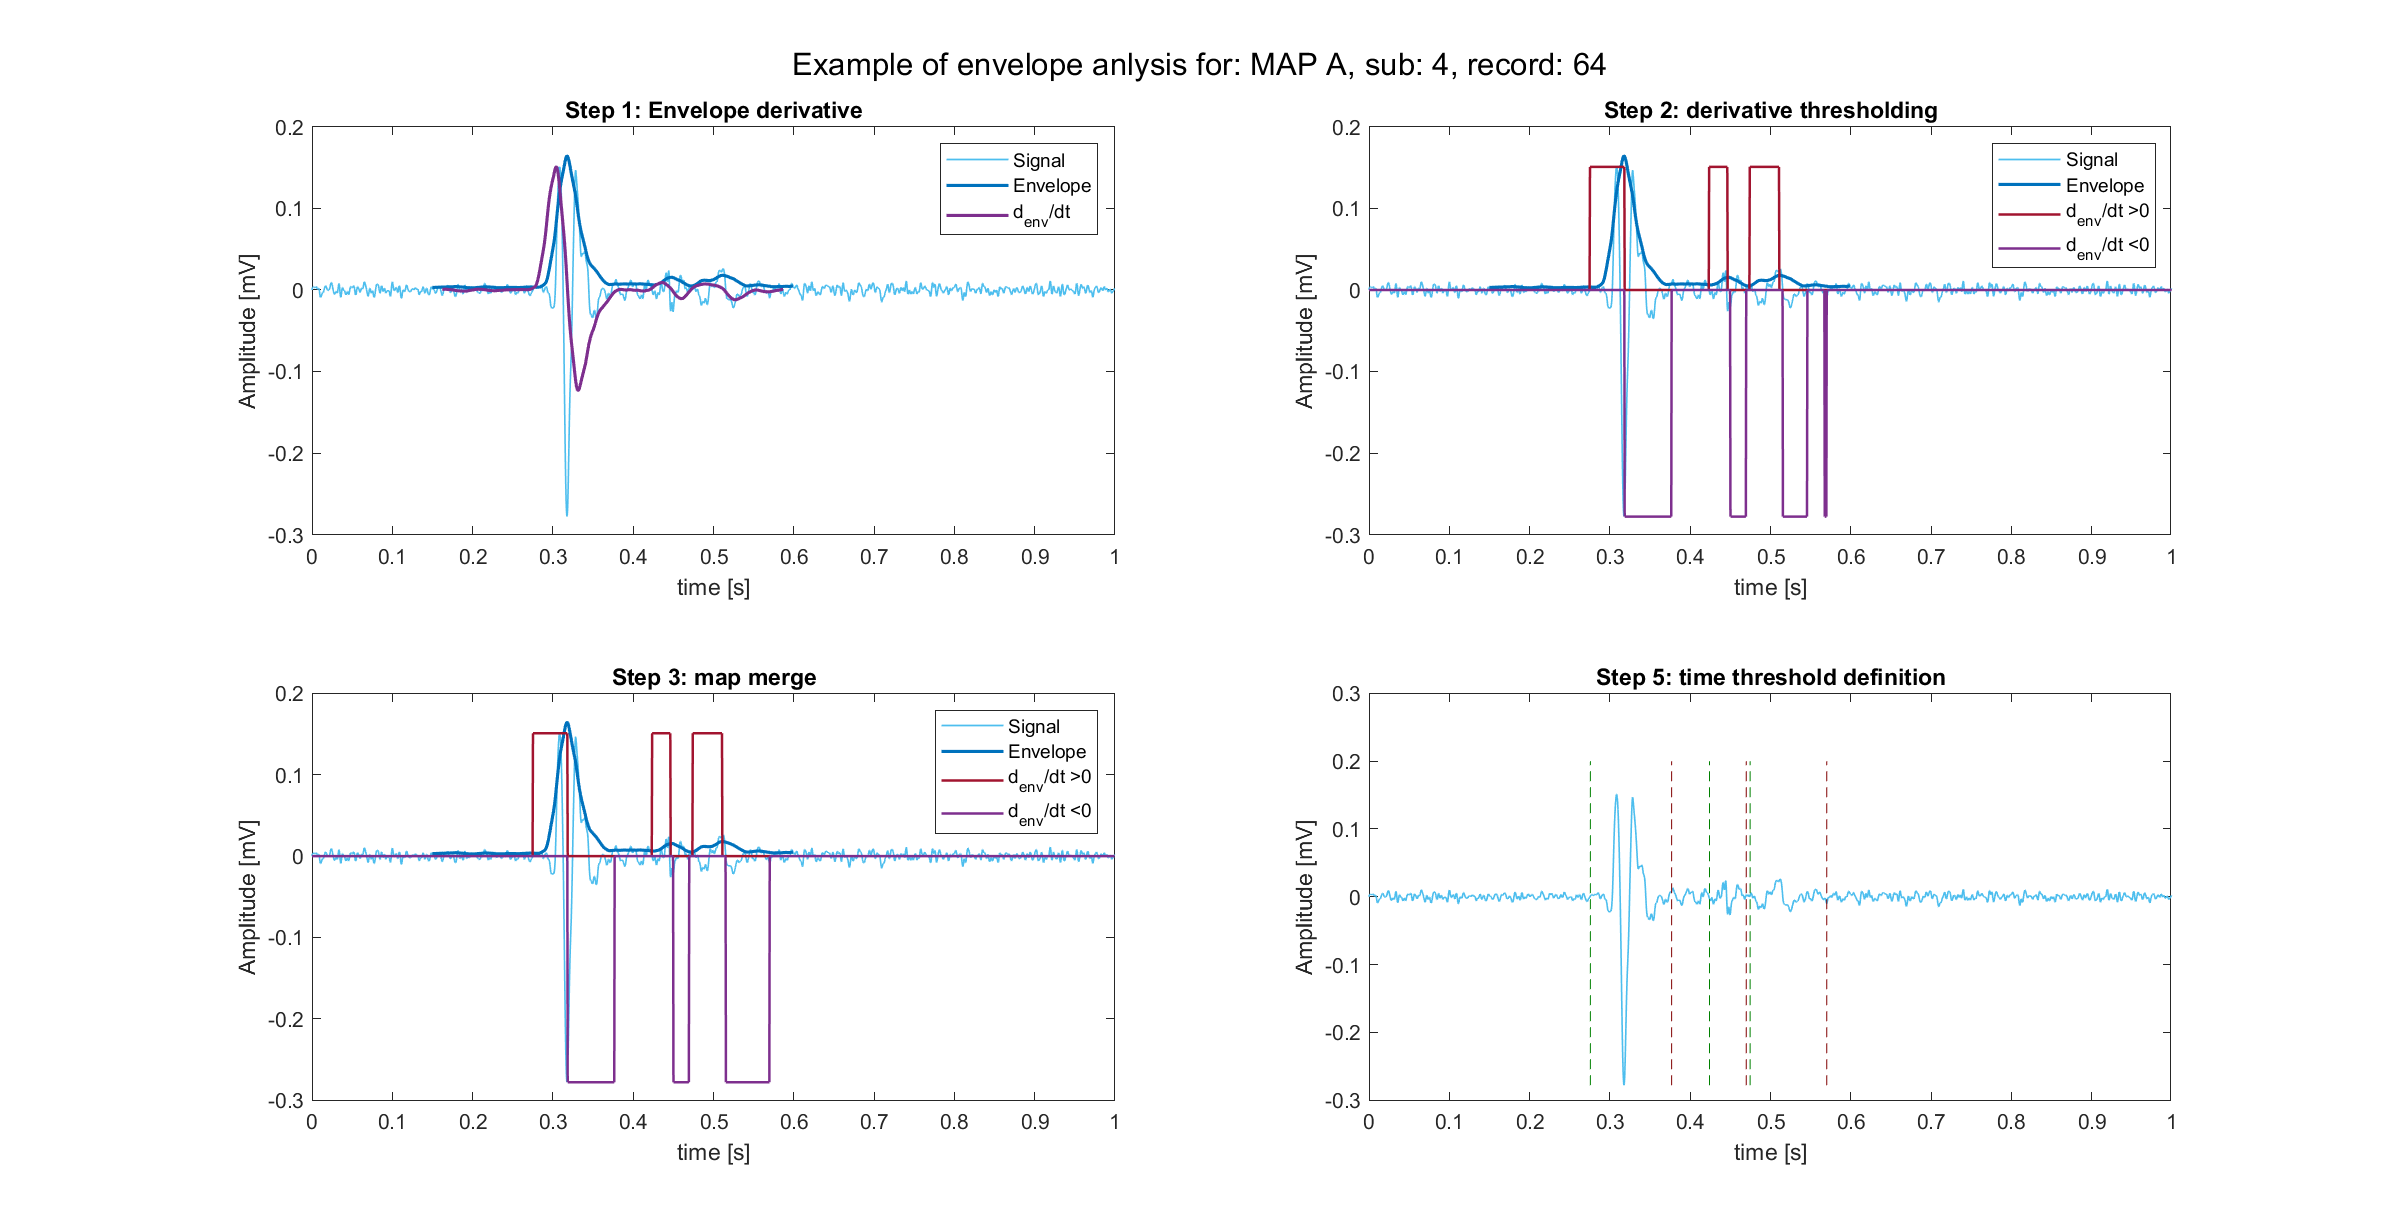 Example of envelope anlysis for: MAP A, sub: 4, record: 64
Step 1: Envelope derivative
0.2
0.1
0
-0.1
-0.2
-0.3
Amplitude [mV]
0 0.1 0.2 0.3 0.4 0.5 0.6 0.7 0.8 0.9 1
time [s]
Signal
Envelope
d_env/dt
Step 2: derivative thresholding
0.2
0.1
0
-0.1
-0.2
-0.3
Amplitude [mV]
0 0.1 0.2 0.3 0.4 0.5 0.6 0.7 0.8 0.9 1
time [s]
Signal
Envelope
d_env/dt >0
d_env/dt <0
Step 3: map merge
0.2
0.1
0
-0.1
-0.2
-0.3
Amplitude [mV]
0 0.1 0.2 0.3 0.4 0.5 0.6 0.7 0.8 0.9 1
time [s]
Signal
Envelope
d_env/dt >0
d_env/dt <0
Step 5: time threshold definition
0.3
0.2
0.1
0
-0.1
-0.2
-0.3
Amplitude [mV]
0 0.1 0.2 0.3 0.4 0.5 0.6 0.7 0.8 0.9 1
time [s]